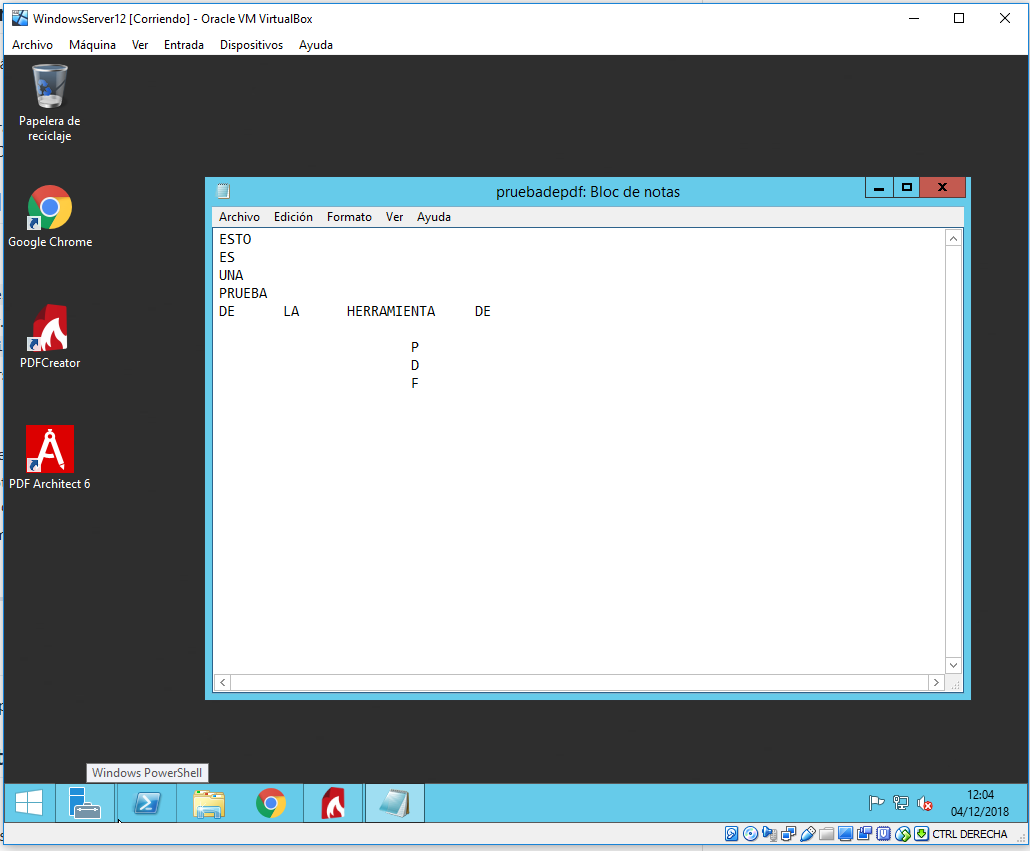 WindowsServer12 [Corriendo] - Oracle VM VirtualBox
Archivo Máquina Ver Entrada Dispositivos Ayuda
Papelera de
reciclaje
Google Chrome
PDFCreator
PDF Architect 6
pruebadepdf: Bloc de notas
Archivo Edición Formato Ver Ayuda
ESTO
ES
UNA
PRUEBA
DE LA HERRAMIENTA DE
P
D
F
Windows PowerShell
12:04
04/12/2018
CTRL DERECHA